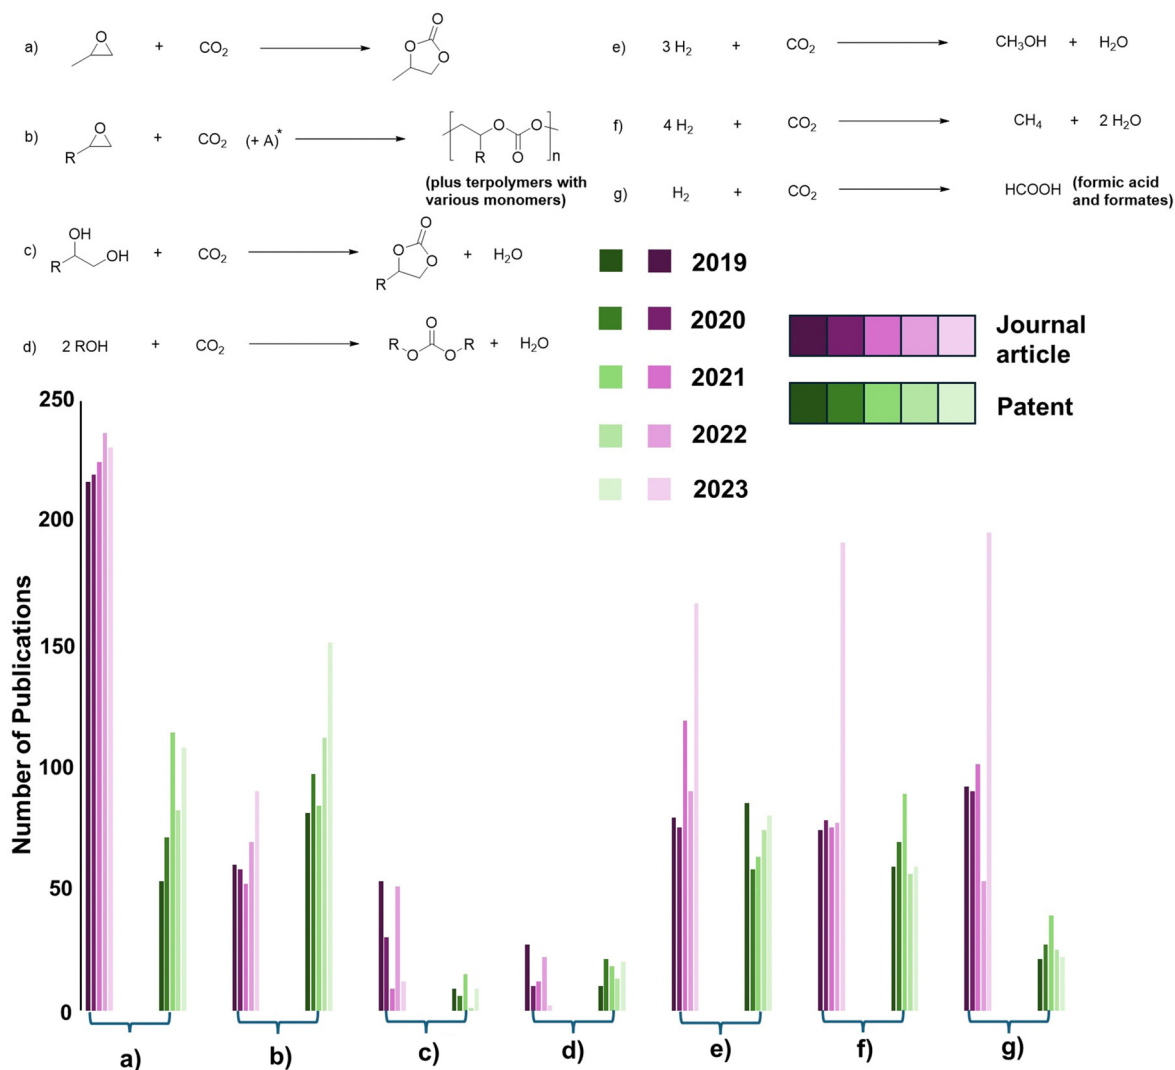 a) + CO2 O O O O
b) O R + CO2 (+ A)* O O O R n
(plus terpolymers with
various monomers)
c) OH OH R + CO2 O O O R + H2O
d) 2 ROH + CO2 R O O O R + H2O
e) 3 H2 + CO2 CH3OH + H2O
f) 4 H2 + CO2 CH4 + 2 H2O
g) H2 + CO2 HCOOH (formic acid
and formates)
2019
2020
2021
2022
2023
Journal
article
Patent
Number of Publications
250
200
150
100
50
0
a) b) c) d) e) f) g)